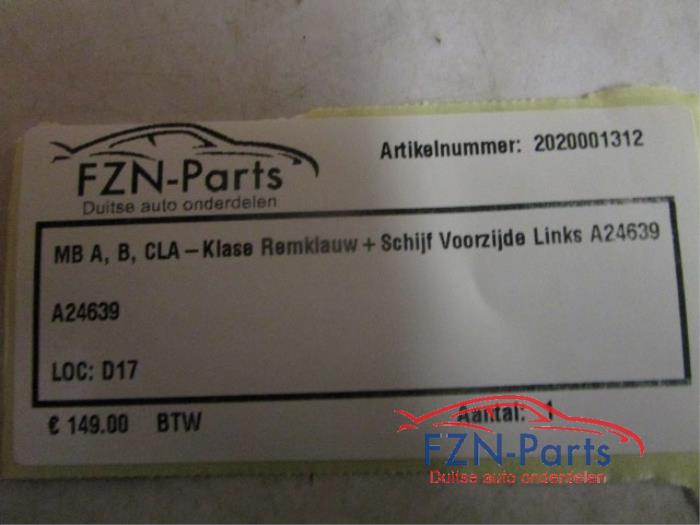 FZN-Parts
Duitse auto onderdelen
Artikelnummer: 2020001312
MB A, B, CLA – Klase Remklauw + Schijf Voorzijde Links A24639
A24639
LOC: D17
€ 149.00 BTW
Aantal: 1
FZN-Parts
Duitse auto onderdelen